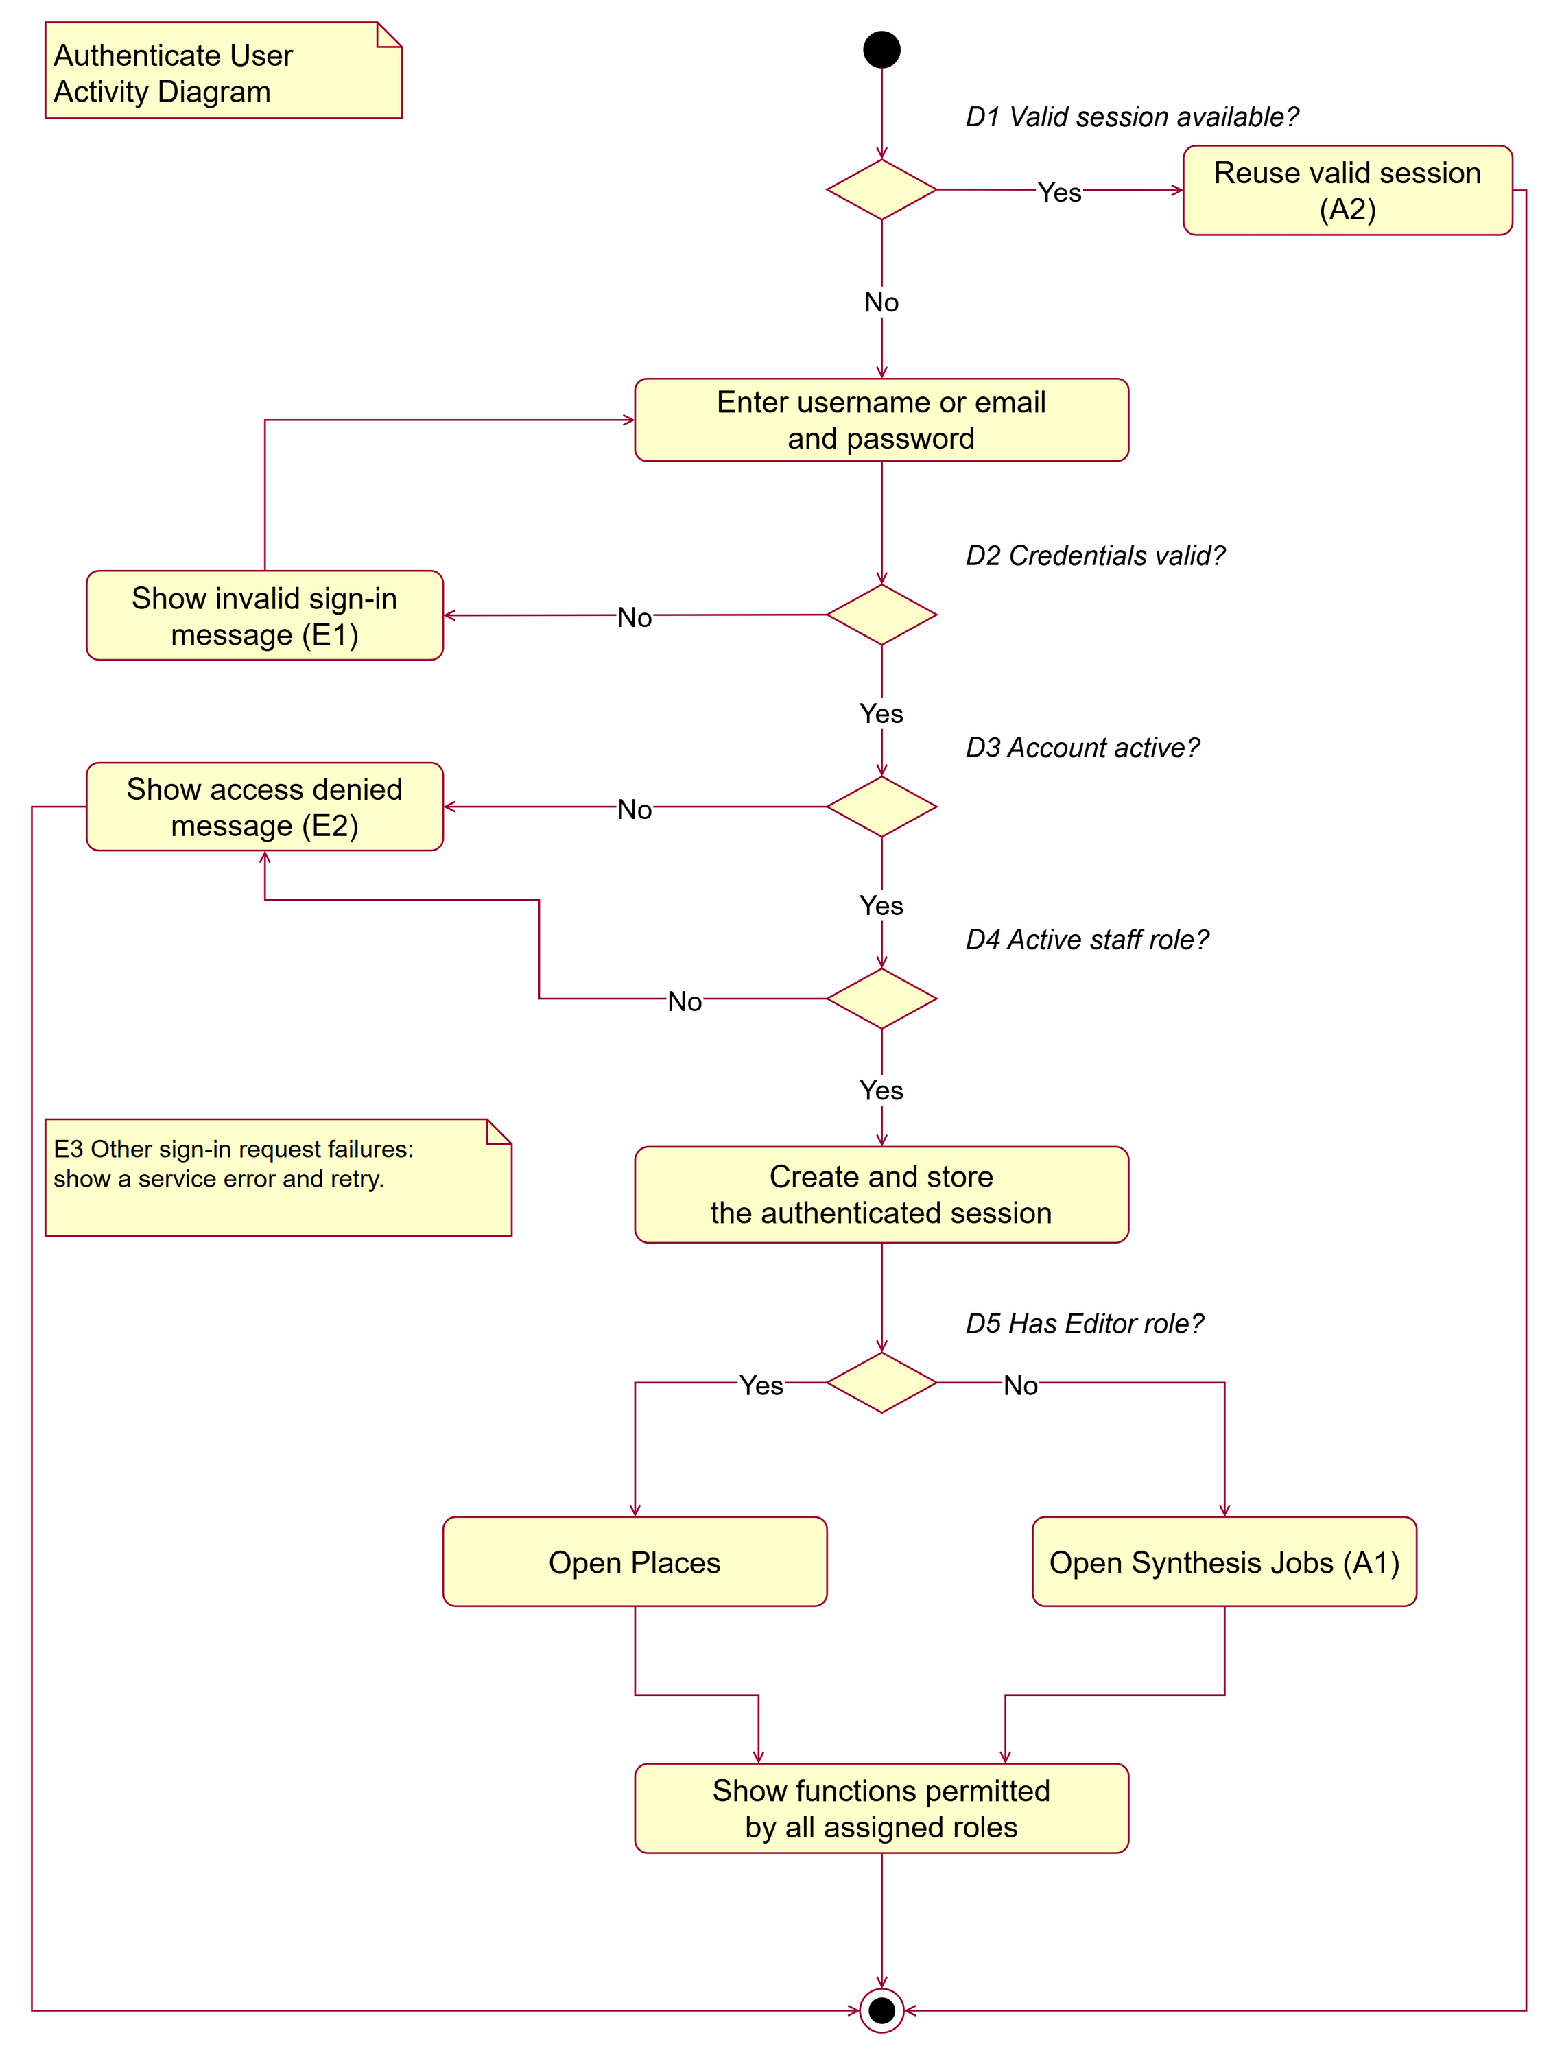 Authenticate User
Activity Diagram
D1 Valid session available?
Yes
Reuse valid session
(A2)
No
Enter username or email
and password
D2 Credentials valid?
Show invalid sign-in
message (E1)
No
Yes
D3 Account active?
Show access denied
message (E2)
No
Yes
D4 Active staff role?
No
Yes
E3 Other sign-in request failures:
show a service error and retry.
Create and store
the authenticated session
D5 Has Editor role?
Yes
No
Open Places
Open Synthesis Jobs (A1)
Show functions permitted
by all assigned roles